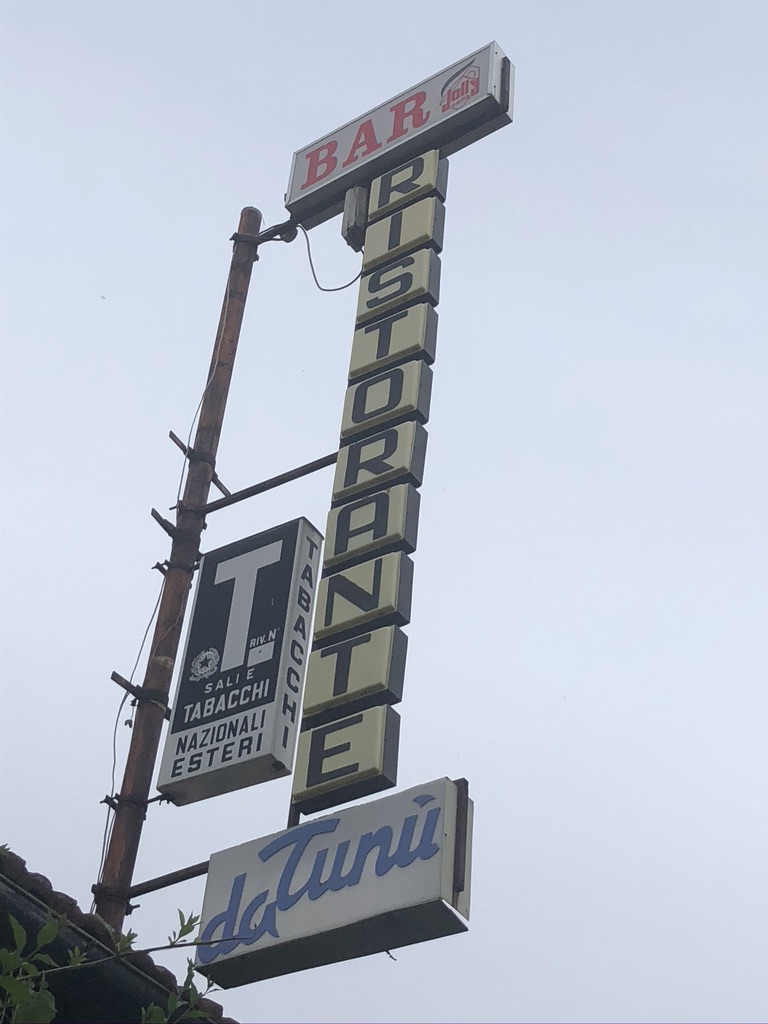 BAR Jolly
RISTORANTE
T
RIV. N°
SALI E
TABACCHI
NAZIONALI
ESTERI
TABACCHI
da Tunù